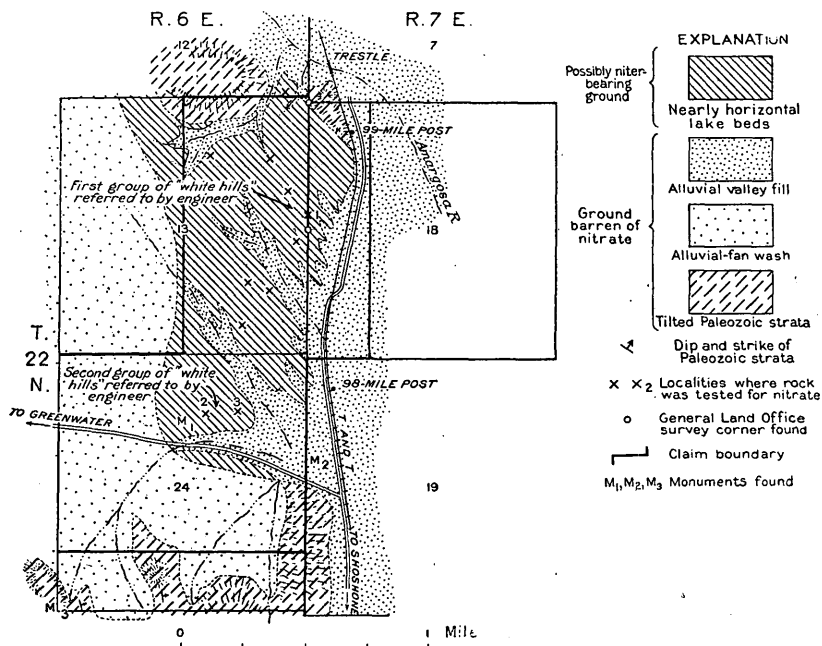 R. 6 E.
R. 7 E.
12
7
TRESTLE
99-MILE POST
Amargosa R
First group of "white hills"
referred to by engineer
13
18
T.
22
N.
Second group of "white
hills" referred to by
engineer
98-MILE POST
2
3
M1
TO GREENWATER
T. AND T.
M2
24
19
TO SHOSHONE
M3
0
1 Mile
EXPLANATION
Possibly niter-
bearing
ground
Nearly horizontal
lake beds
Alluvial valley fill
Ground
barren of
nitrate
Alluvial-fan wash
Tilted Paleozoic strata
Dip and strike of
Paleozoic strata
× ×2 Localities where rock
was tested for nitrate
General Land Office
survey corner found
Claim boundary
M1, M2, M3 Monuments found